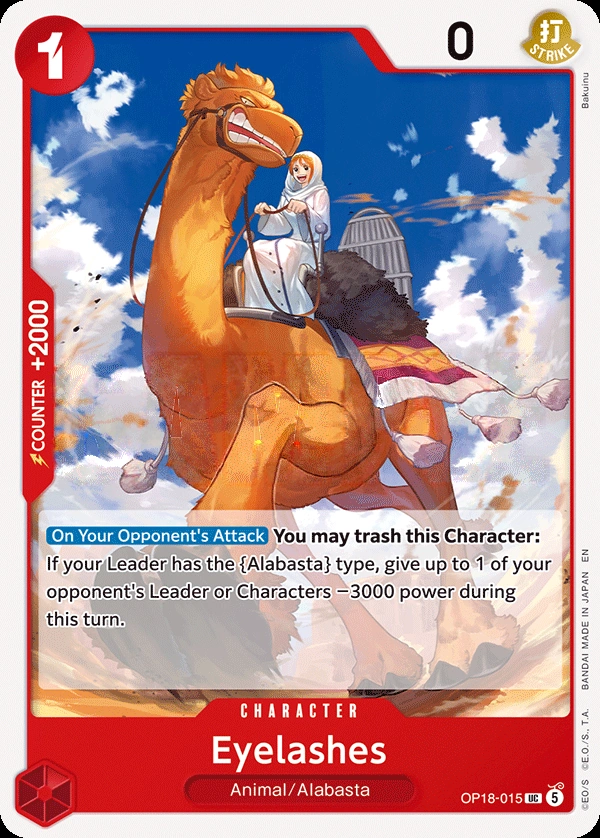 1
0
打
STRIKE
Bakuinu
COUNTER +2000
On Your Opponent's Attack You may trash this Character:
If your Leader has the {Alabasta} type, give up to 1 of your
opponent's Leader or Characters −3000 power during
this turn.
©E.O/S ©E.O./S., T.A. BANDAI MADE IN JAPAN EN
CHARACTER
Eyelashes
Animal/Alabasta
OP18-015 UC 5